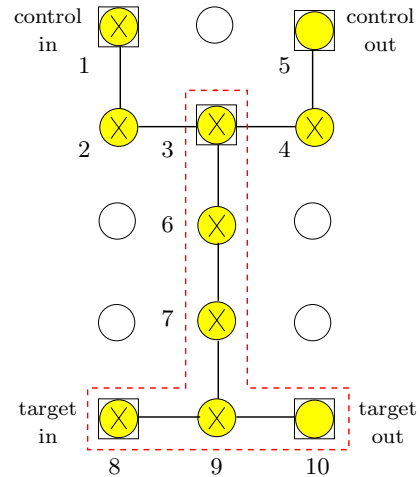 control
in
control
out
X
1
5
X
2
3
X
4
X
6
X
7
X
target
in
X
X
target
out
8
9
10